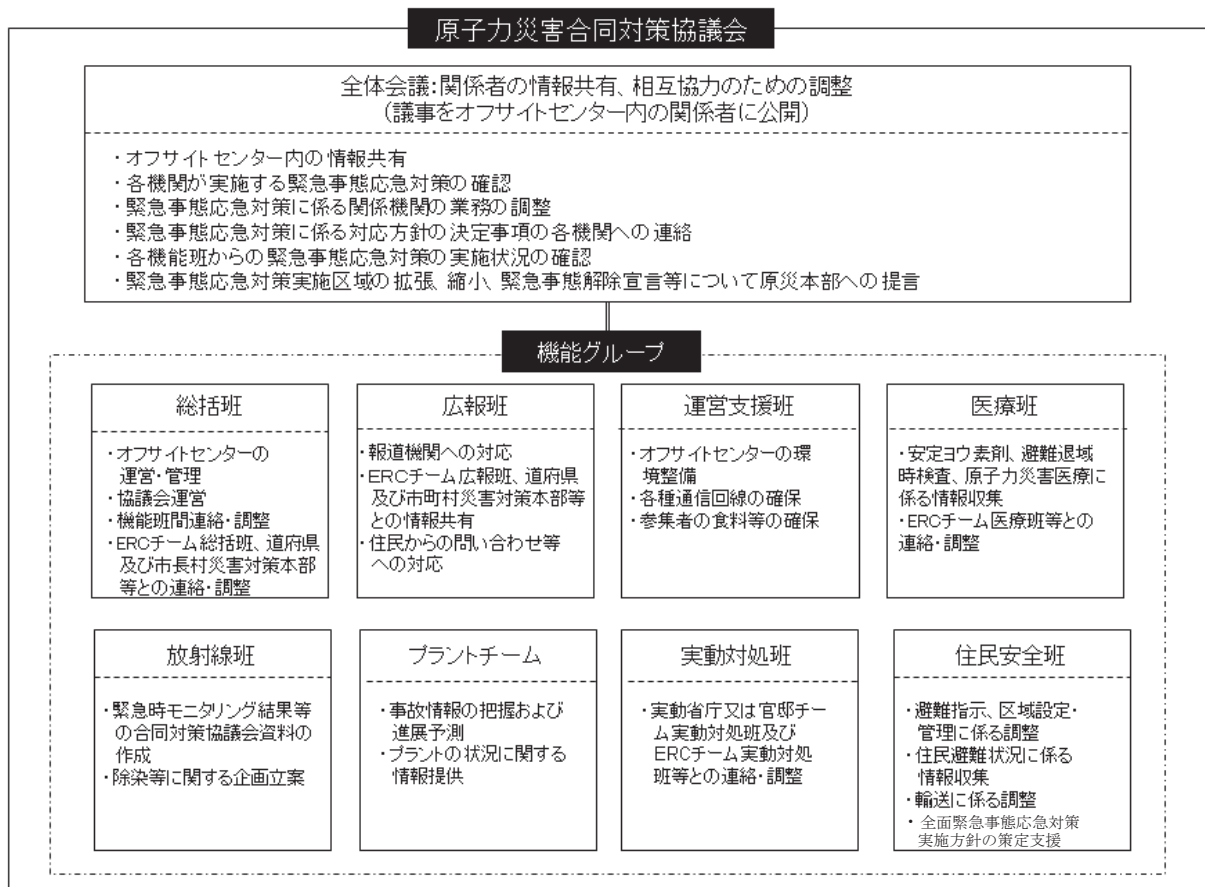 原子力災害合同対策協議会
全体会議:関係者の情報共有、相互協力のための調整
(議事をオフサイトセンター内の関係者に公開)
・オフサイトセンター内の情報共有
・各機関が実施する緊急事態応急対策の確認
・緊急事態応急対策に係る関係機関の業務の調整
・緊急事態応急対策に係る対応方針の決定事項の各機関への連絡
・各機能班からの緊急事態応急対策の実施状況の確認
・緊急事態応急対策実施区域の拡張、縮小、緊急事態解除宣言等について原災本部への提言
機能グループ
総括班
・オフサイトセンターの
運営・管理
・協議会運営
・機能班間連絡・調整
・ERCチーム総括班、道府県
及び市長村災害対策本部
等との連絡・調整
広報班
・報道機関への対応
・ERCチーム広報班、道府県
及び市町村災害対策本部等
との情報共有
・住民からの問い合わせ等
への対応
運営支援班
・オフサイトセンターの環
境整備
・各種通信回線の確保
・参集者の食料等の確保
医療班
・安定ヨウ素剤、避難退域
時検査、原子力災害医療に
係る情報収集
・ERCチーム医療班等との
連絡・調整
放射線班
・緊急時モニタリング結果等
の合同対策協議会資料の
作成
・除染等に関する企画立案
プラントチーム
・事故情報の把握および
進展予測
・プラントの状況に関する
情報提供
実動対処班
・実動省庁又は官邸チー
ム実動対処班及び
ERCチーム実動対処
班等との連絡・調整
住民安全班
・避難指示、区域設定・
管理に係る調整
・住民避難状況に係る
情報収集
・輸送に係る調整
・全面緊急事態応急対策
実施方針の策定支援